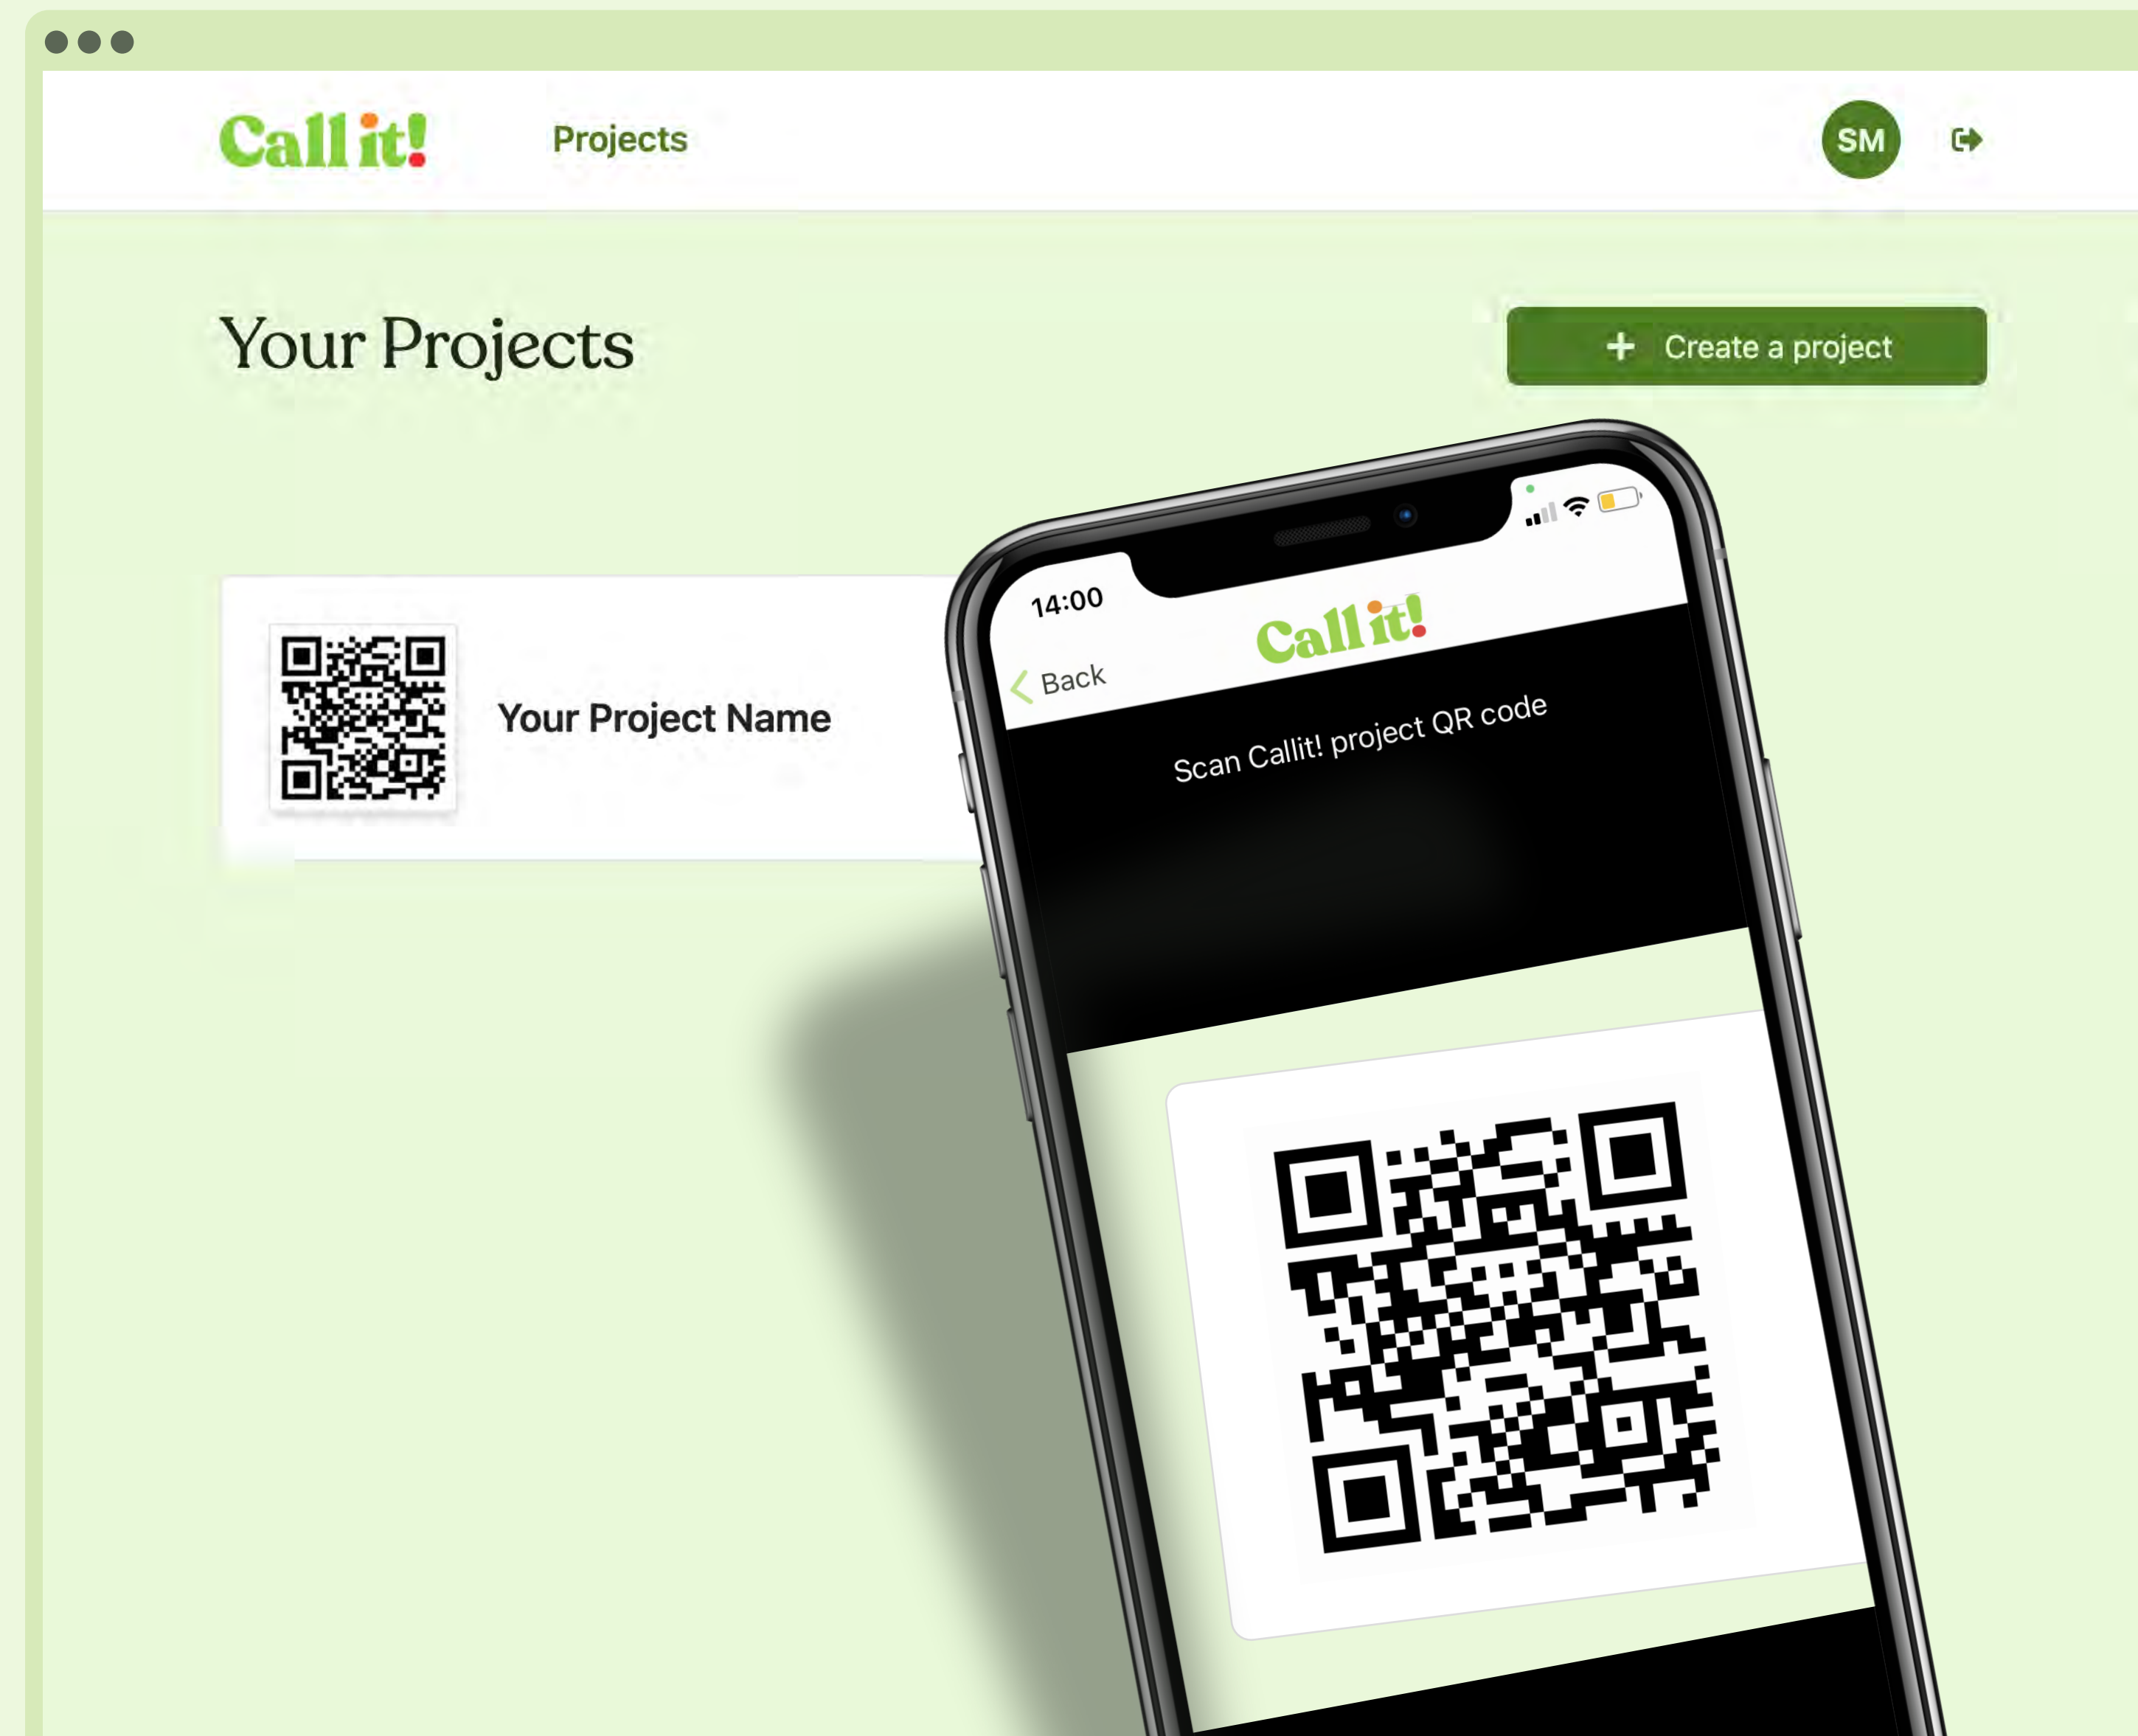 Call it!
Projects
SM
Your Projects
+ Create a project
Your Project Name
14:00
Back
Call it!
Scan Callit! project QR code